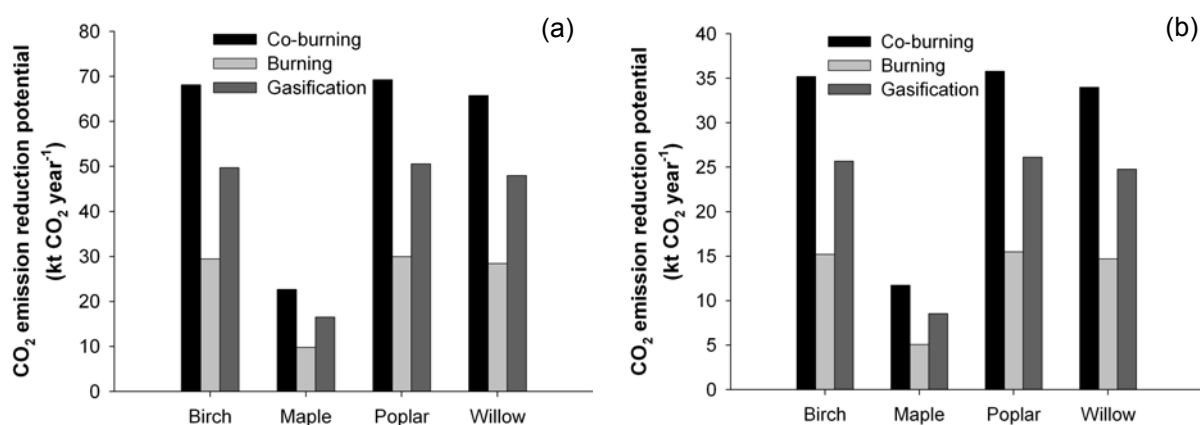 (a)
CO₂ emission reduction potential
(kt CO₂ year⁻¹)
80
70
60
50
40
30
20
10
0
Co-burning
Burning
Gasification
Birch Maple Poplar Willow
(b)
CO₂ emission reduction potential
(kt CO₂ year⁻¹)
40
35
30
25
20
15
10
5
0
Co-burning
Burning
Gasification
Birch Maple Poplar Willow